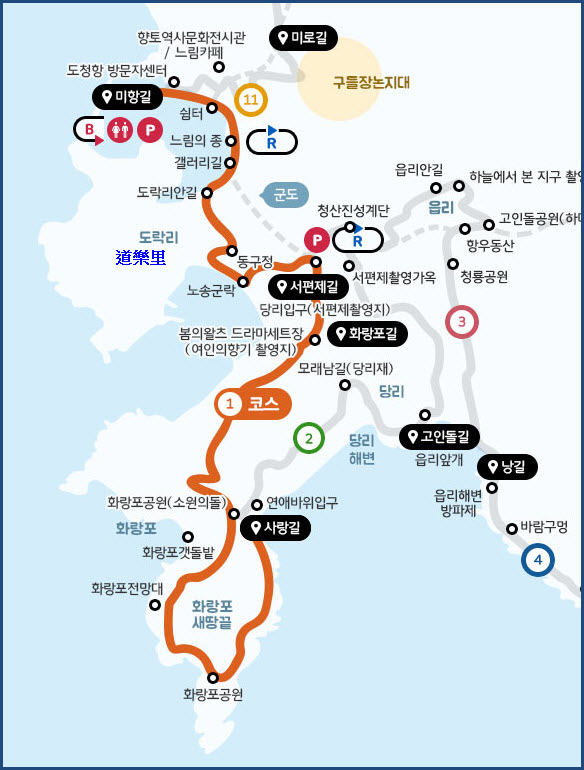 미로길
향토역사문화전시관
/ 느림카페
도청항 방문자센터
구들장논지대
미항길
11
쉼터
B
P
느림의 종
R
갤러리길
읍리안길
하늘에서 본 지구 촬영
도락리안길
군도
청산진성계단
읍리
고인돌공원(하마
도락리
道樂里
P
R
항우동산
동구정
서편제촬영가옥
청룡공원
노송군락
서편제길
당리입구(서편제촬영지)
3
봄의왈츠 드라마세트장
(여인의향기 촬영지)
화랑포길
모래남길(당리재)
당리
1 코스
2
당리
해변
고인돌길
읍리앞개
낭길
읍리해변
방파제
화랑포공원(소원의돌)
연애바위입구
화랑포
사랑길
바람구멍
화랑포갯돌밭
4
화랑포전망대
화랑포
새땅끝
화랑포공원